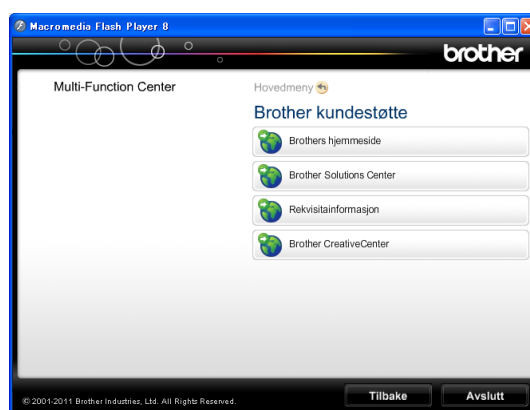 Macromedia Flash Player 8
brother
Multi-Function Center
Hovedmeny
Brother kundestøtte
Brothers hjemmeside
Brother Solutions Center
Rekvisitainformasjon
Brother CreativeCenter
© 2001-2011 Brother Industries, Ltd. All Rights Reserved.
Tilbake
Avslutt